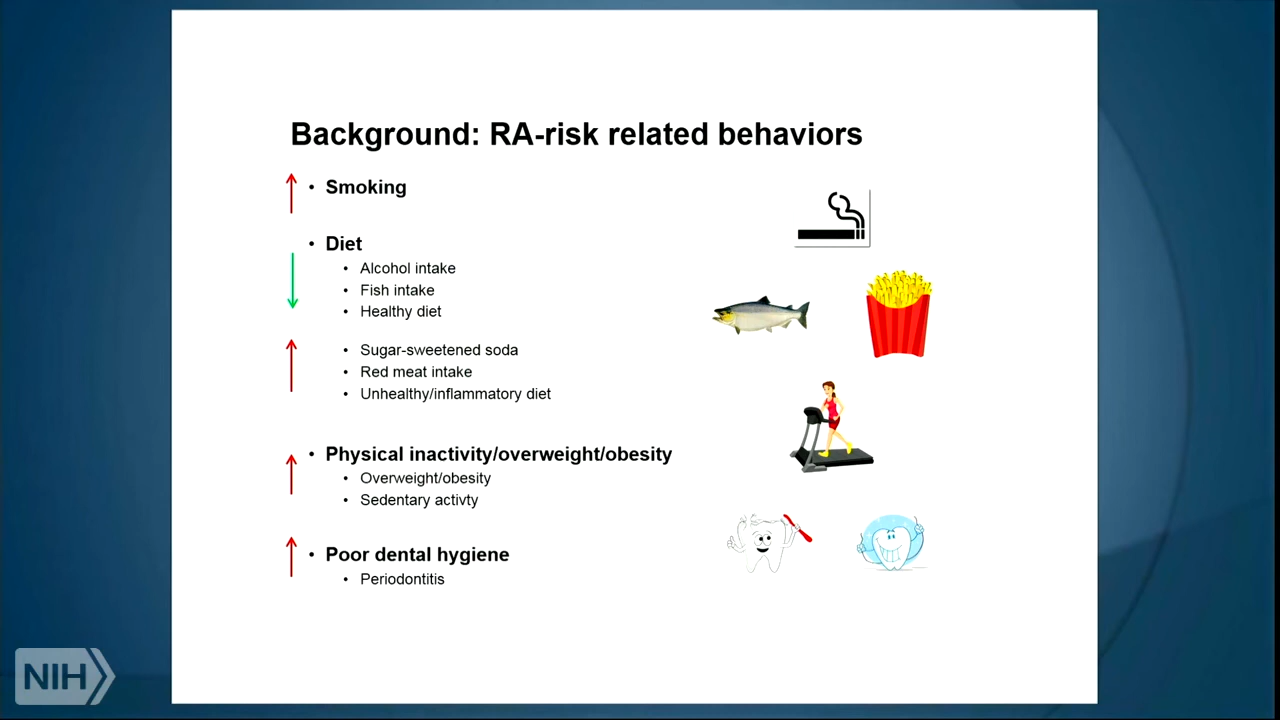 Background: RA-risk related behaviors
• Smoking
• Diet
• Alcohol intake
• Fish intake
• Healthy diet
• Sugar-sweetened soda
• Red meat intake
• Unhealthy/inflammatory diet
• Physical inactivity/overweight/obesity
• Overweight/obesity
• Sedentary activty
• Poor dental hygiene
• Periodontitis
NIH